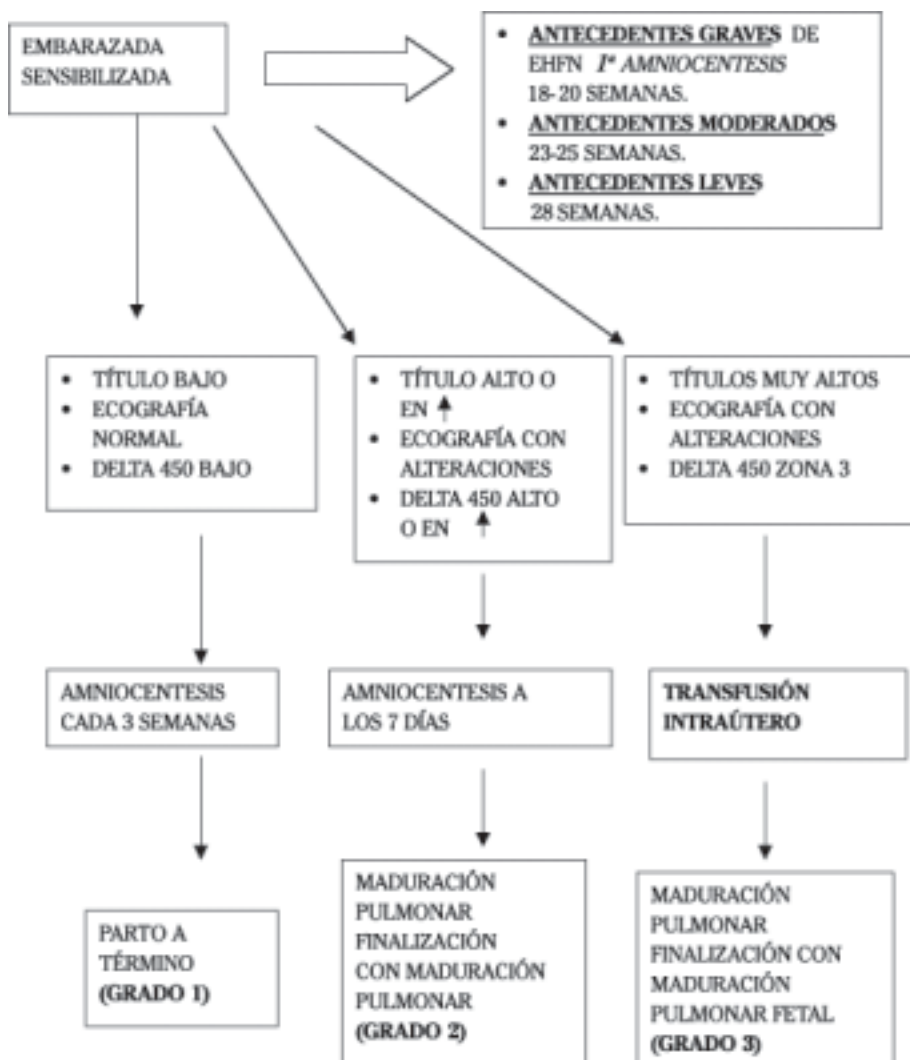 EMBARAZADA
SENSIBILIZADA
• ANTECEDENTES GRAVES DE
EHFN 1ª AMNIOCENTESIS
18-20 SEMANAS.
• ANTECEDENTES MODERADOS
23-25 SEMANAS.
• ANTECEDENTES LEVES
28 SEMANAS.
• TÍTULO BAJO
• ECOGRAFÍA
NORMAL
• DELTA 450 BAJO
• TÍTULO ALTO O
EN ↑
• ECOGRAFÍA CON
ALTERACIONES
• DELTA 450 ALTO
O EN ↑
• TÍTULOS MUY ALTOS
• ECOGRAFÍA CON
ALTERACIONES
• DELTA 450 ZONA 3
AMNIOCENTESIS
CADA 3 SEMANAS
AMNIOCENTESIS A
LOS 7 DÍAS
TRANSFUSIÓN
INTRAÚTERO
PARTO A
TÉRMINO
(GRADO 1)
MADURACIÓN
PULMONAR
FINALIZACIÓN
CON MADURACIÓN
PULMONAR
(GRADO 2)
MADURACIÓN
PULMONAR
FINALIZACIÓN CON
MADURACIÓN
PULMONAR FETAL
(GRADO 3)